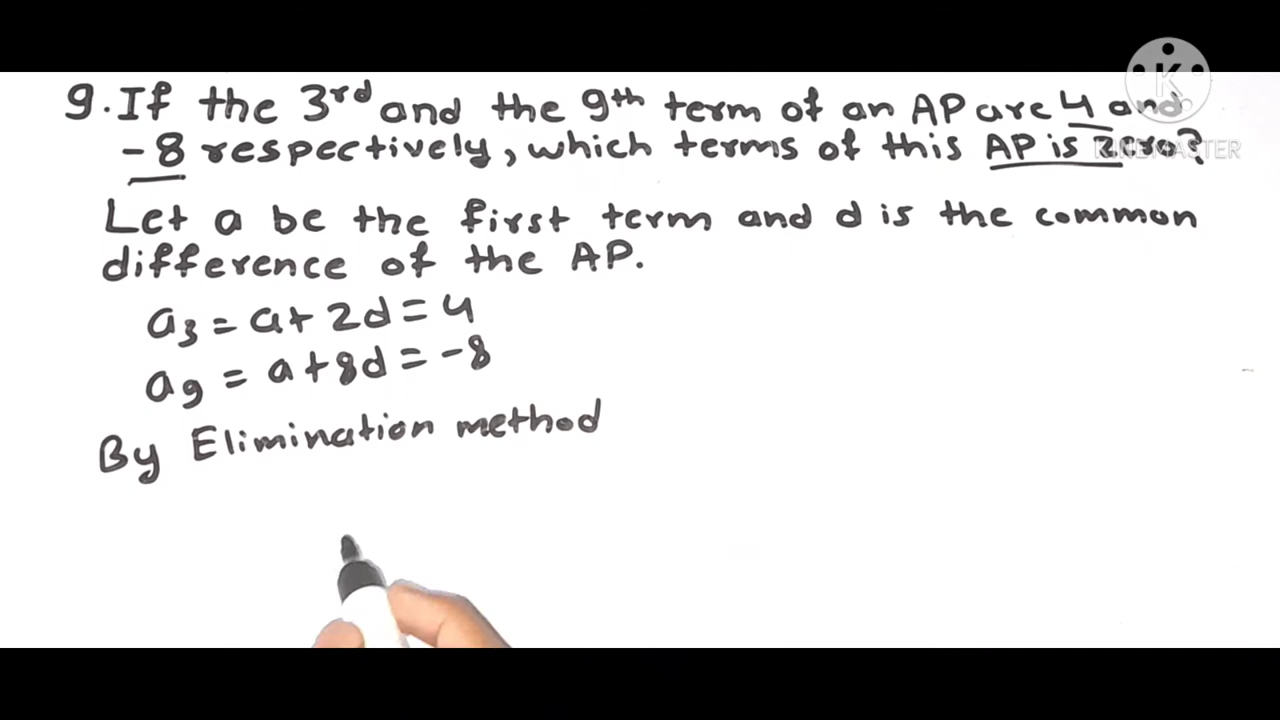 9. If the 3rd and the 9th term of an AP are 4 and
-8 respectively, which terms of this AP is zero?
KINEMASTER
Let a be the first term and d is the common
difference of the AP.
a₃ = a + 2d = 4
a₉ = a + 8d = -8
By Elimination method